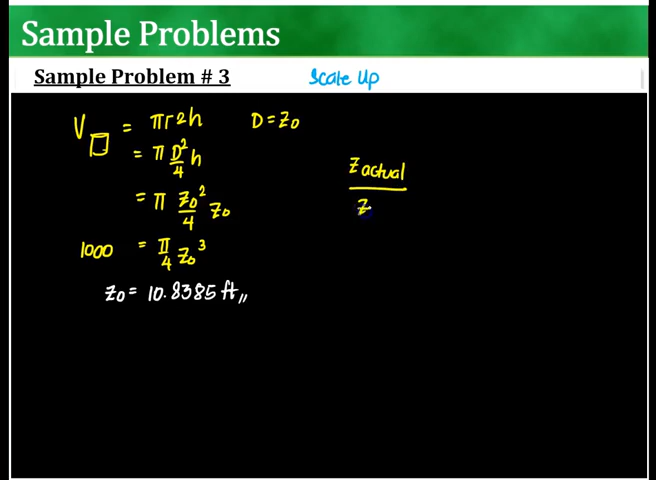 Sample Problems
Sample Problem # 3 Scale Up
V = πr2h D = Z₀
= π D²/4 h
= π Z₀²/4 Z₀
1000 = π/4 Z₀³
Z₀ = 10.8385 ft,,
Z actual
Z